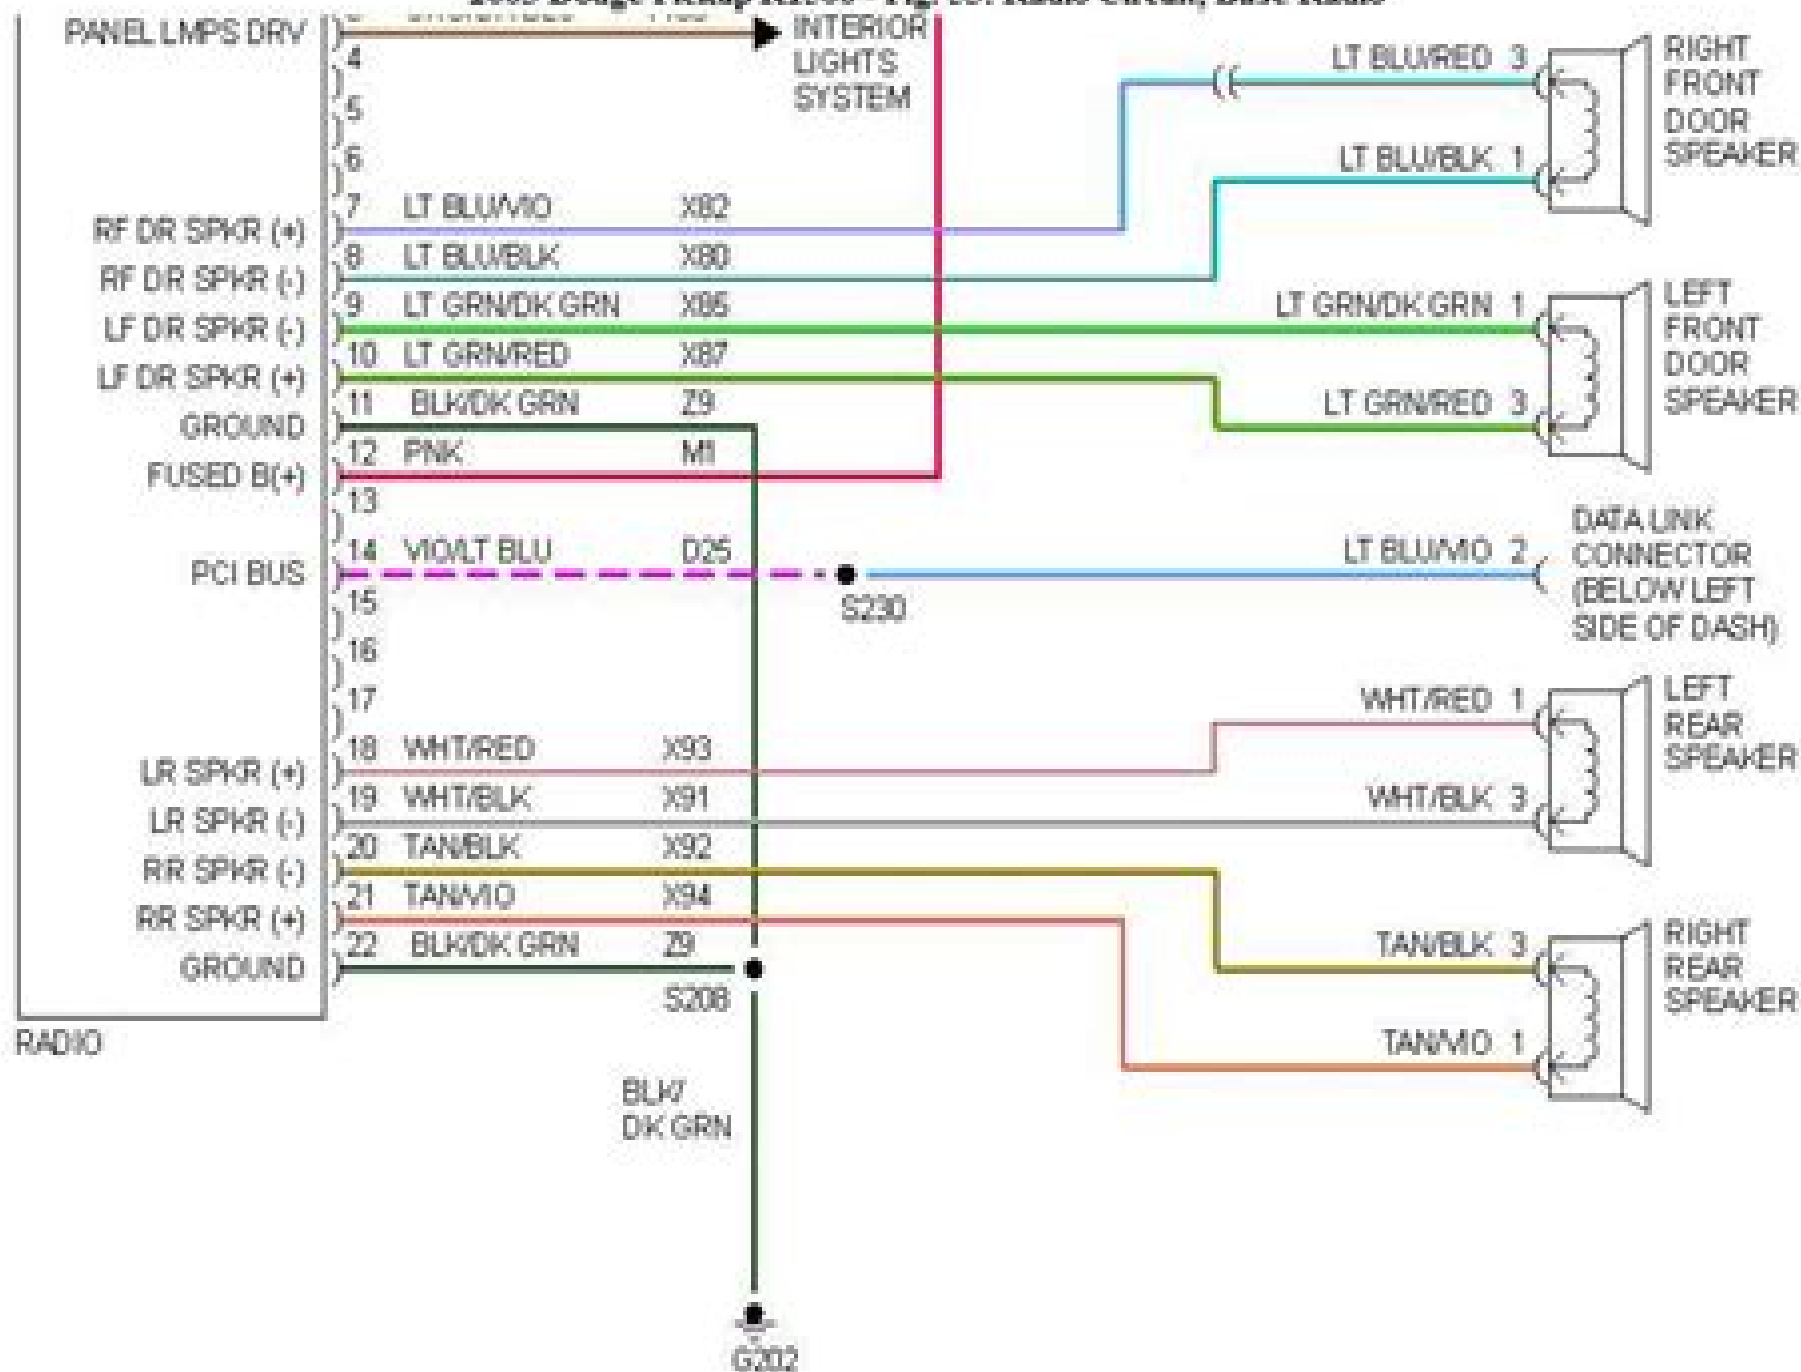 PANEL LMPS DRV
INTERIOR
LIGHTS
SYSTEM
4
5
6
7 LT BLU/VIO X82
RF DR SPKR (+)
8 LT BLU/BLK X80
RF DR SPKR (-)
9 LT GRN/DK GRN X85
LF DR SPKR (-)
10 LT GRN/RED X87
LF DR SPKR (+)
11 BLK/DK GRN Z9
GROUND
12 PNK M1
FUSED B(+)
13
14 VIO/LT BLU D25
PCI BUS
S230
15
16
17
18 WHT/RED X93
LR SPKR (+)
19 WHT/BLK X91
LR SPKR (-)
20 TAN/BLK X92
RR SPKR (-)
21 TAN/VIO X94
RR SPKR (+)
22 BLK/DK GRN Z9
GROUND
S208
RADIO
BLK/
DK GRN
G202
LT BLU/RED 3
LT BLU/BLK 1
RIGHT
FRONT
DOOR
SPEAKER
LT GRN/DK GRN 1
LT GRN/RED 3
LEFT
FRONT
DOOR
SPEAKER
LT BLU/VIO 2
DATA LINK
CONNECTOR
(BELOW LEFT
SIDE OF DASH)
WHT/RED 1
WHT/BLK 3
LEFT
REAR
SPEAKER
TAN/BLK 3
TAN/VIO 1
RIGHT
REAR
SPEAKER